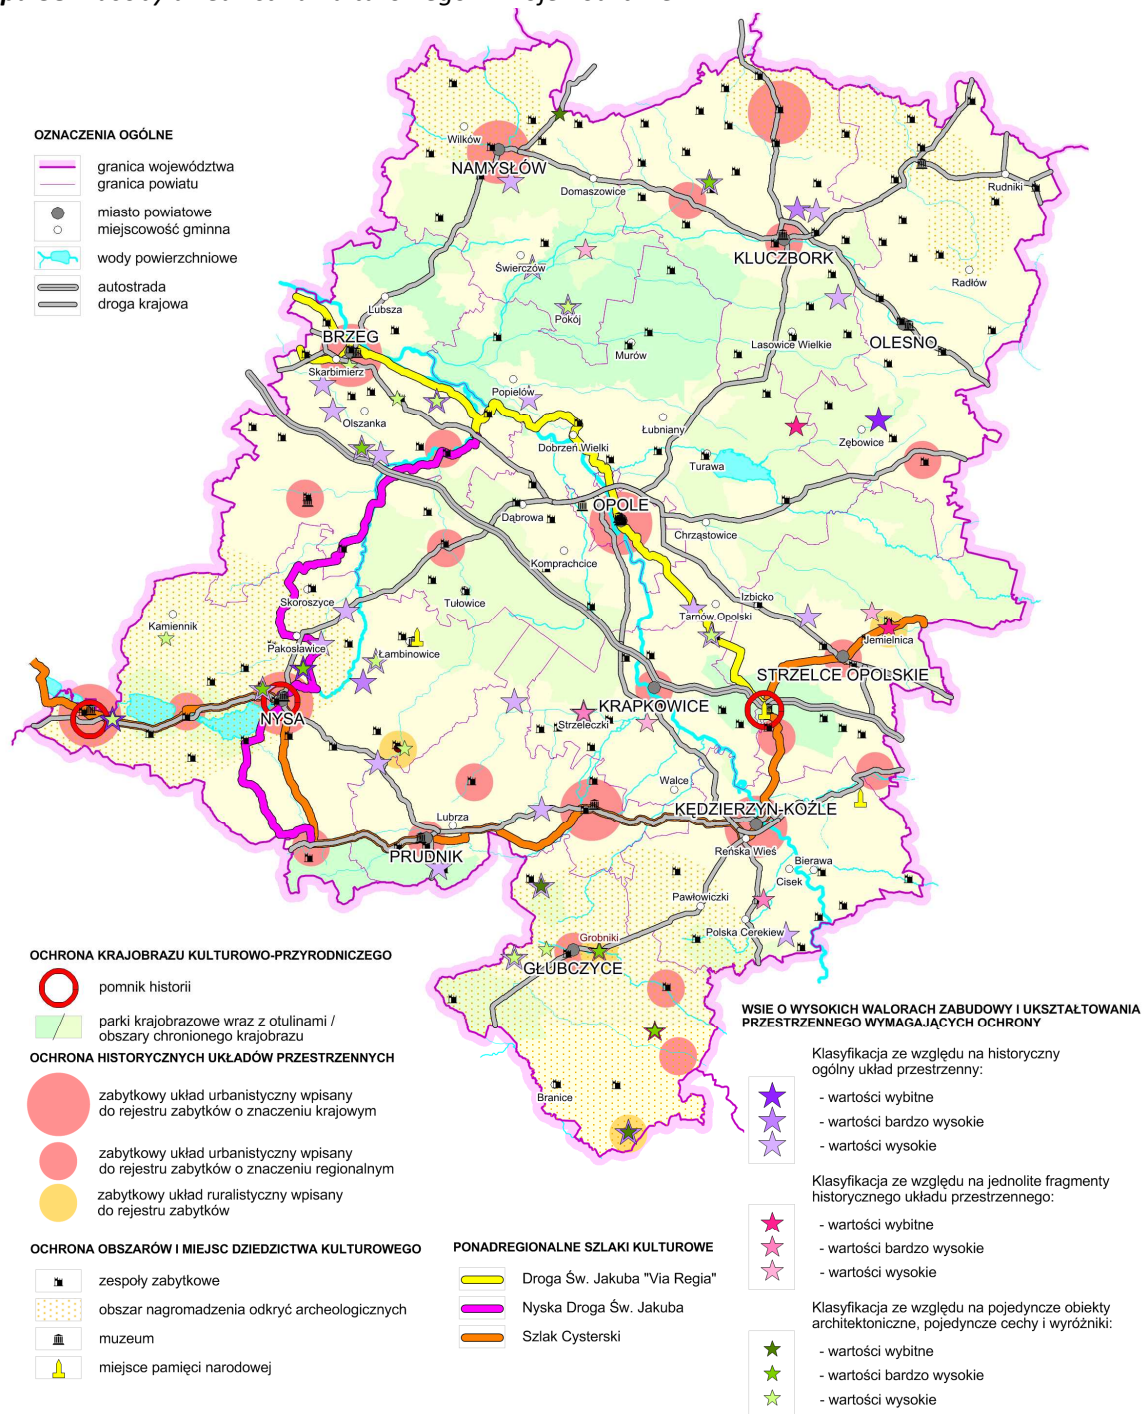 OZNACZENIA OGÓLNE
granica województwa
granica powiatu
miasto powiatowe
miejscowość gminna
wody powierzchniowe
autostrada
droga krajowa
Wilków
NAMYSŁÓW
Domaszowice
Rudniki
KLUCZBORK
Świerczów
Radłów
Lubsza
Pokój
BRZEG
Murów
Lasowice Wielkie
OLESNO
Skarbimierz
Popielów
Olszanka
Łubniany
Zębowice
Dobrzeń Wielki
Turawa
OPOLE
Dąbrowa
Chrząstowice
Komprachcice
Izbicko
Skoroszyce
Tułowice
Tarnów Opolski
Kamiennik
Jemielnica
Pakosławice
Łambinowice
STRZELCE OPOLSKIE
KRAPKOWICE
NYSA
Strzeleczki
Walce
KĘDZIERZYN-KOŹLE
Lubrza
PRUDNIK
Reńska Wieś
Bierawa
Cisek
Pawłowiczki
Polska Cerekiew
Grobniki
GŁUBCZYCE
Branice
OCHRONA KRAJOBRAZU KULTUROWO-PRZYRODNICZEGO
pomnik historii
parki krajobrazowe wraz z otulinami /
obszary chronionego krajobrazu
OCHRONA HISTORYCZNYCH UKŁADÓW PRZESTRZENNYCH
zabytkowy układ urbanistyczny wpisany
do rejestru zabytków o znaczeniu krajowym
zabytkowy układ urbanistyczny wpisany
do rejestru zabytków o znaczeniu regionalnym
zabytkowy układ ruralistyczny wpisany
do rejestru zabytków
OCHRONA OBSZARÓW I MIEJSC DZIEDZICTWA KULTUROWEGO
zespoły zabytkowe
obszar nagromadzenia odkryć archeologicznych
muzeum
miejsce pamięci narodowej
PONADREGIONALNE SZLAKI KULTUROWE
Droga Św. Jakuba "Via Regia"
Nyska Droga Św. Jakuba
Szlak Cysterski
WSIE O WYSOKICH WALORACH ZABUDOWY I UKSZTAŁTOWANIA
PRZESTRZENNEGO WYMAGAJĄCYCH OCHRONY
Klasyfikacja ze względu na historyczny
ogólny układ przestrzenny:
- wartości wybitne
- wartości bardzo wysokie
- wartości wysokie
Klasyfikacja ze względu na jednolite fragmenty
historycznego układu przestrzennego:
- wartości wybitne
- wartości bardzo wysokie
- wartości wysokie
Klasyfikacja ze względu na pojedyncze obiekty
architektoniczne, pojedyncze cechy i wyróżniki:
- wartości wybitne
- wartości bardzo wysokie
- wartości wysokie